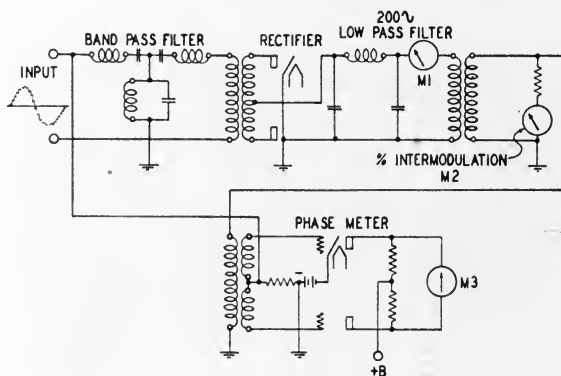 BAND PASS FILTER
INPUT
RECTIFIER
200~
LOW PASS FILTER
M1
% INTERMODULATION
M2
PHASE METER
−
M3
+B